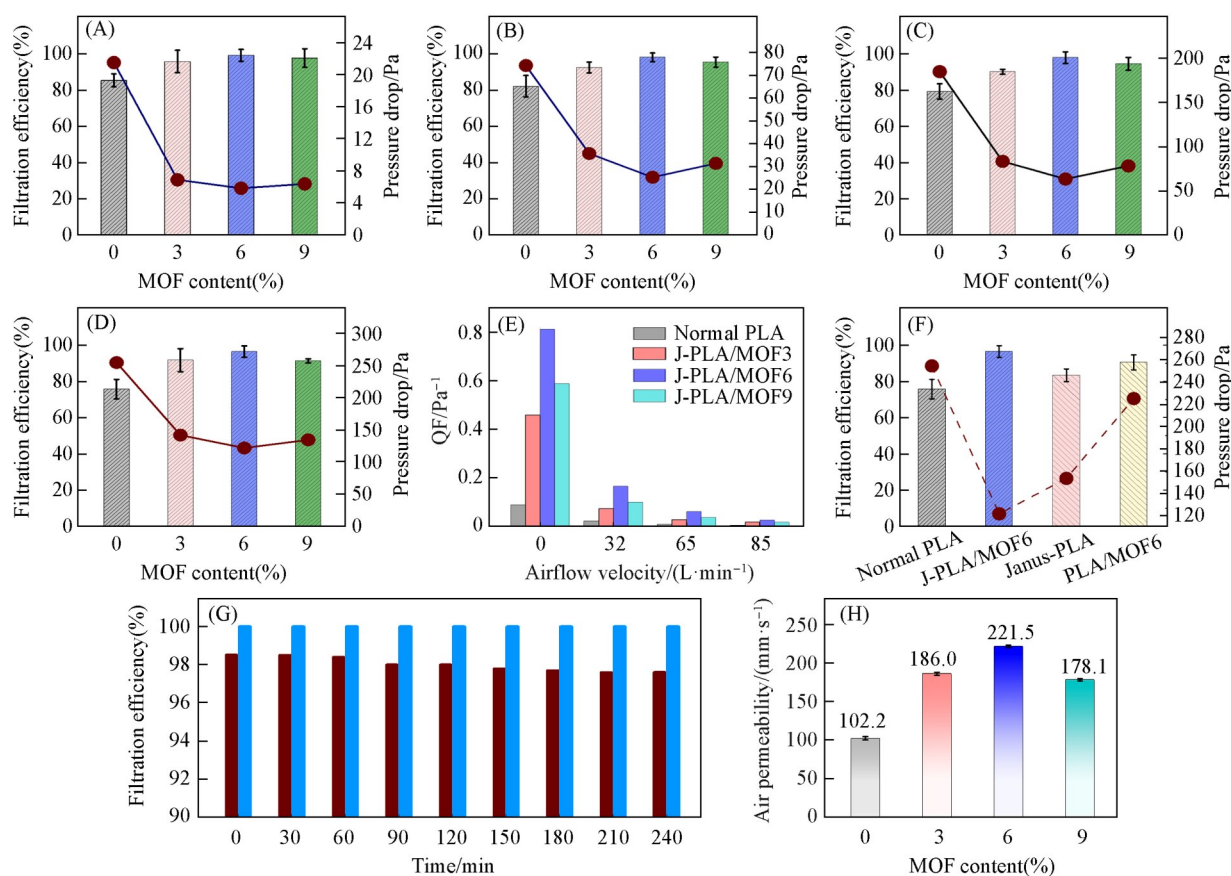 (A)
Filtration efficiency(%)
100
80
60
40
20
0
24
20
16
12
8
4
0
Pressure drop/Pa
0 3 6 9
MOF content(%)
(B)
Filtration efficiency(%)
100
80
60
40
20
0
80
70
60
50
40
30
20
10
0
Pressure drop/Pa
0 3 6 9
MOF content(%)
(C)
Filtration efficiency(%)
100
80
60
40
20
0
200
150
100
50
0
Pressure drop/Pa
0 3 6 9
MOF content(%)
(D)
Filtration efficiency(%)
100
80
60
40
20
0
300
250
200
150
100
50
0
Pressure drop/Pa
0 3 6 9
MOF content(%)
(E)
QF/Pa⁻¹
0.8
0.4
0.2
0
Normal PLA
J-PLA/MOF3
J-PLA/MOF6
J-PLA/MOF9
0 32 65 85
Airflow velocity/(L·min⁻¹)
(F)
Filtration efficiency(%)
100
80
60
40
20
0
280
260
240
225
200
180
160
140
120
Pressure drop/Pa
Normal PLA
J-PLA/MOF6
Janus-PLA
PLA/MOF6
(G)
Filtration efficiency(%)
100
98
96
94
92
90
0 30 60 90 120 150 180 210 240
Time/min
(H)
Air permeability/(mm·s⁻¹)
250
200
150
100
50
0
102.2
186.0
221.5
178.1
0 3 6 9
MOF content(%)